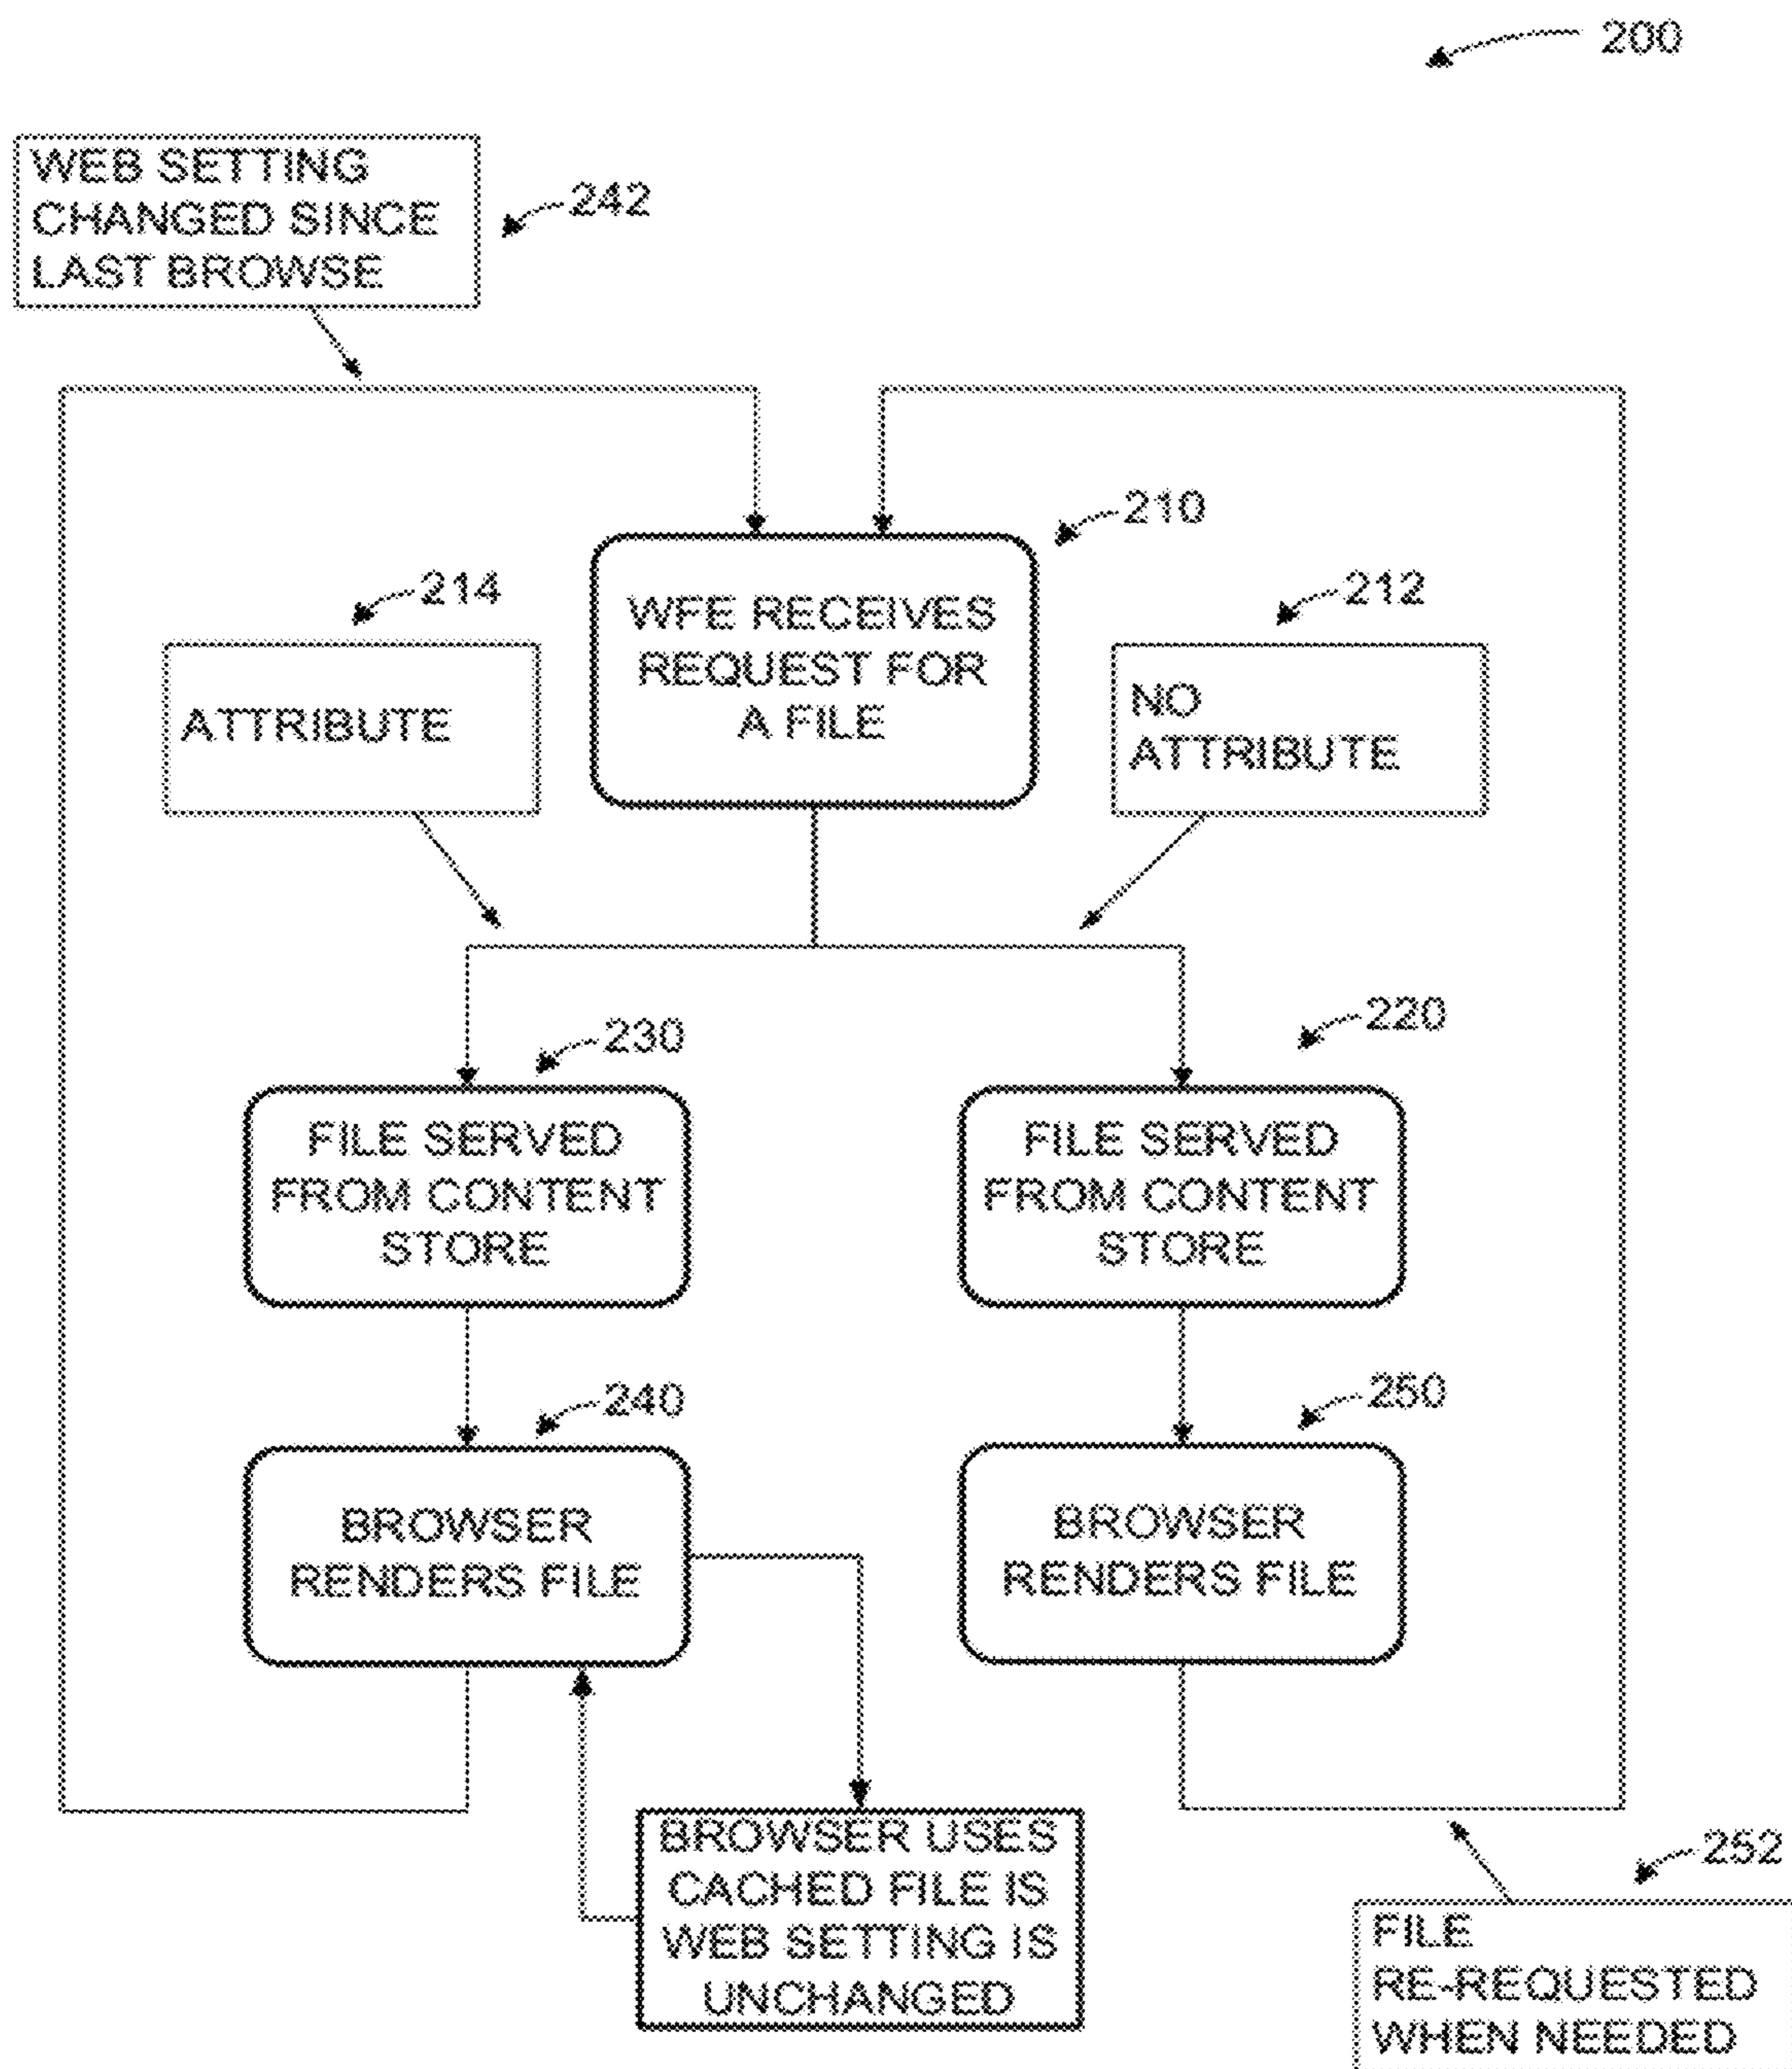 200
WEB SETTING
CHANGED SINCE
LAST BROWSE
242
210
214
212
WFE RECEIVES
REQUEST FOR
A FILE
ATTRIBUTE
NO
ATTRIBUTE
230
220
FILE SERVED
FROM CONTENT
STORE
FILE SERVED
FROM CONTENT
STORE
240
250
BROWSER
RENDERS FILE
BROWSER
RENDERS FILE
BROWSER USES
CACHED FILE IS
WEB SETTING IS
UNCHANGED
252
FILE
RE-REQUESTED
WHEN NEEDED